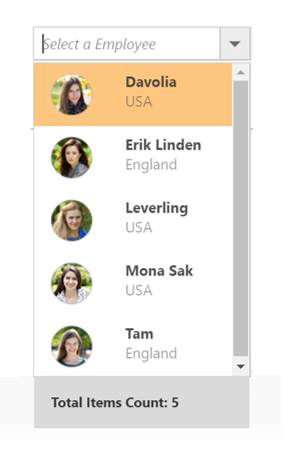 Select a Employee
Davolia
USA
Erik Linden
England
Leverling
USA
Mona Sak
USA
Tam
England
Total Items Count: 5